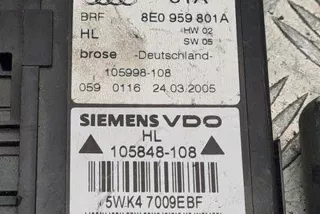 BRF 8E0 959 801A
HL HW 02
SW 05
brose -Deutschland-
105998-108
059 0116 24.03.2005
SIEMENS VDO
HL
105848-108
5WK4 7009EBF